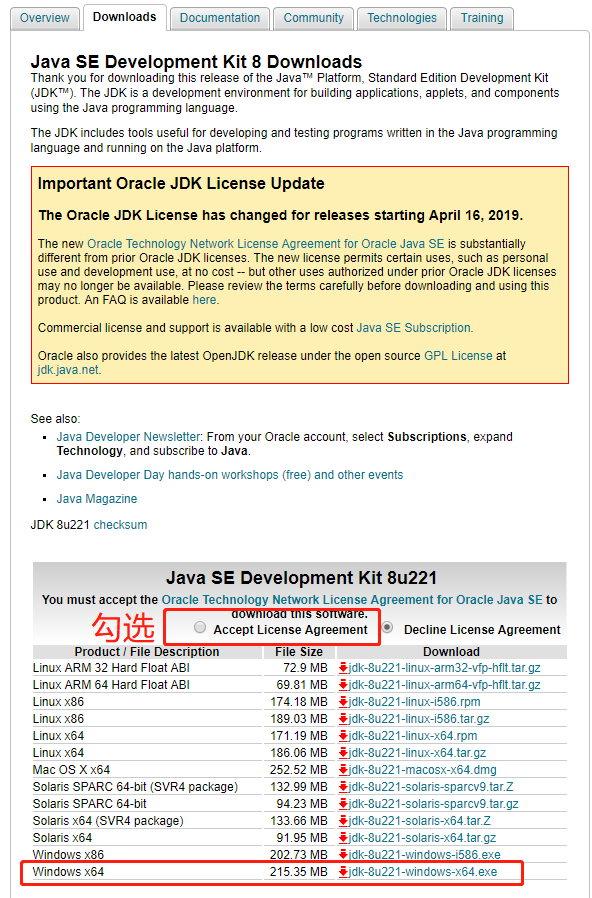 Overview Downloads Documentation Community Technologies Training
Java SE Development Kit 8 Downloads
Thank you for downloading this release of the Java™ Platform, Standard Edition Development Kit
(JDK™). The JDK is a development environment for building applications, applets, and components
using the Java programming language.
The JDK includes tools useful for developing and testing programs written in the Java programming
language and running on the Java platform.
Important Oracle JDK License Update
The Oracle JDK License has changed for releases starting April 16, 2019.
The new Oracle Technology Network License Agreement for Oracle Java SE is substantially
different from prior Oracle JDK licenses. The new license permits certain uses, such as personal
use and development use, at no cost -- but other uses authorized under prior Oracle JDK licenses
may no longer be available. Please review the terms carefully before downloading and using this
product. An FAQ is available here.
Commercial license and support is available with a low cost Java SE Subscription.
Oracle also provides the latest OpenJDK release under the open source GPL License at
jdk.java.net.
See also:
Java Developer Newsletter: From your Oracle account, select Subscriptions, expand
Technology, and subscribe to Java.
Java Developer Day hands-on workshops (free) and other events
Java Magazine
JDK 8u221 checksum
Java SE Development Kit 8u221
You must accept the Oracle Technology Network License Agreement for Oracle Java SE to
download this software.
勾选 Accept License Agreement Decline License Agreement
Product / File Description File Size Download
Linux ARM 32 Hard Float ABI 72.9 MB jdk-8u221-linux-arm32-vfp-hflt.tar.gz
Linux ARM 64 Hard Float ABI 69.81 MB jdk-8u221-linux-arm64-vfp-hflt.tar.gz
Linux x86 174.18 MB jdk-8u221-linux-i586.rpm
Linux x86 189.03 MB jdk-8u221-linux-i586.tar.gz
Linux x64 171.19 MB jdk-8u221-linux-x64.rpm
Linux x64 186.06 MB jdk-8u221-linux-x64.tar.gz
Mac OS X x64 252.52 MB jdk-8u221-macosx-x64.dmg
Solaris SPARC 64-bit (SVR4 package) 132.99 MB jdk-8u221-solaris-sparcv9.tar.Z
Solaris SPARC 64-bit 94.23 MB jdk-8u221-solaris-sparcv9.tar.gz
Solaris x64 (SVR4 package) 133.66 MB jdk-8u221-solaris-x64.tar.Z
Solaris x64 91.95 MB jdk-8u221-solaris-x64.tar.gz
Windows x86 202.73 MB jdk-8u221-windows-i586.exe
Windows x64 215.35 MB jdk-8u221-windows-x64.exe